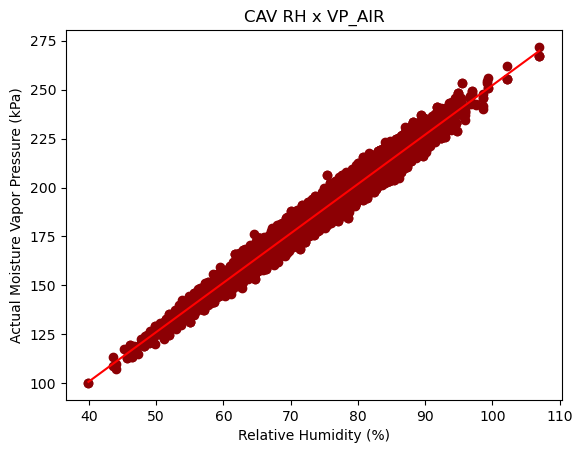 CAV RH x VP_AIR
Actual Moisture Vapor Pressure (kPa)
275
250
225
200
175
150
125
100
40 50 60 70 80 90 100 110
Relative Humidity (%)